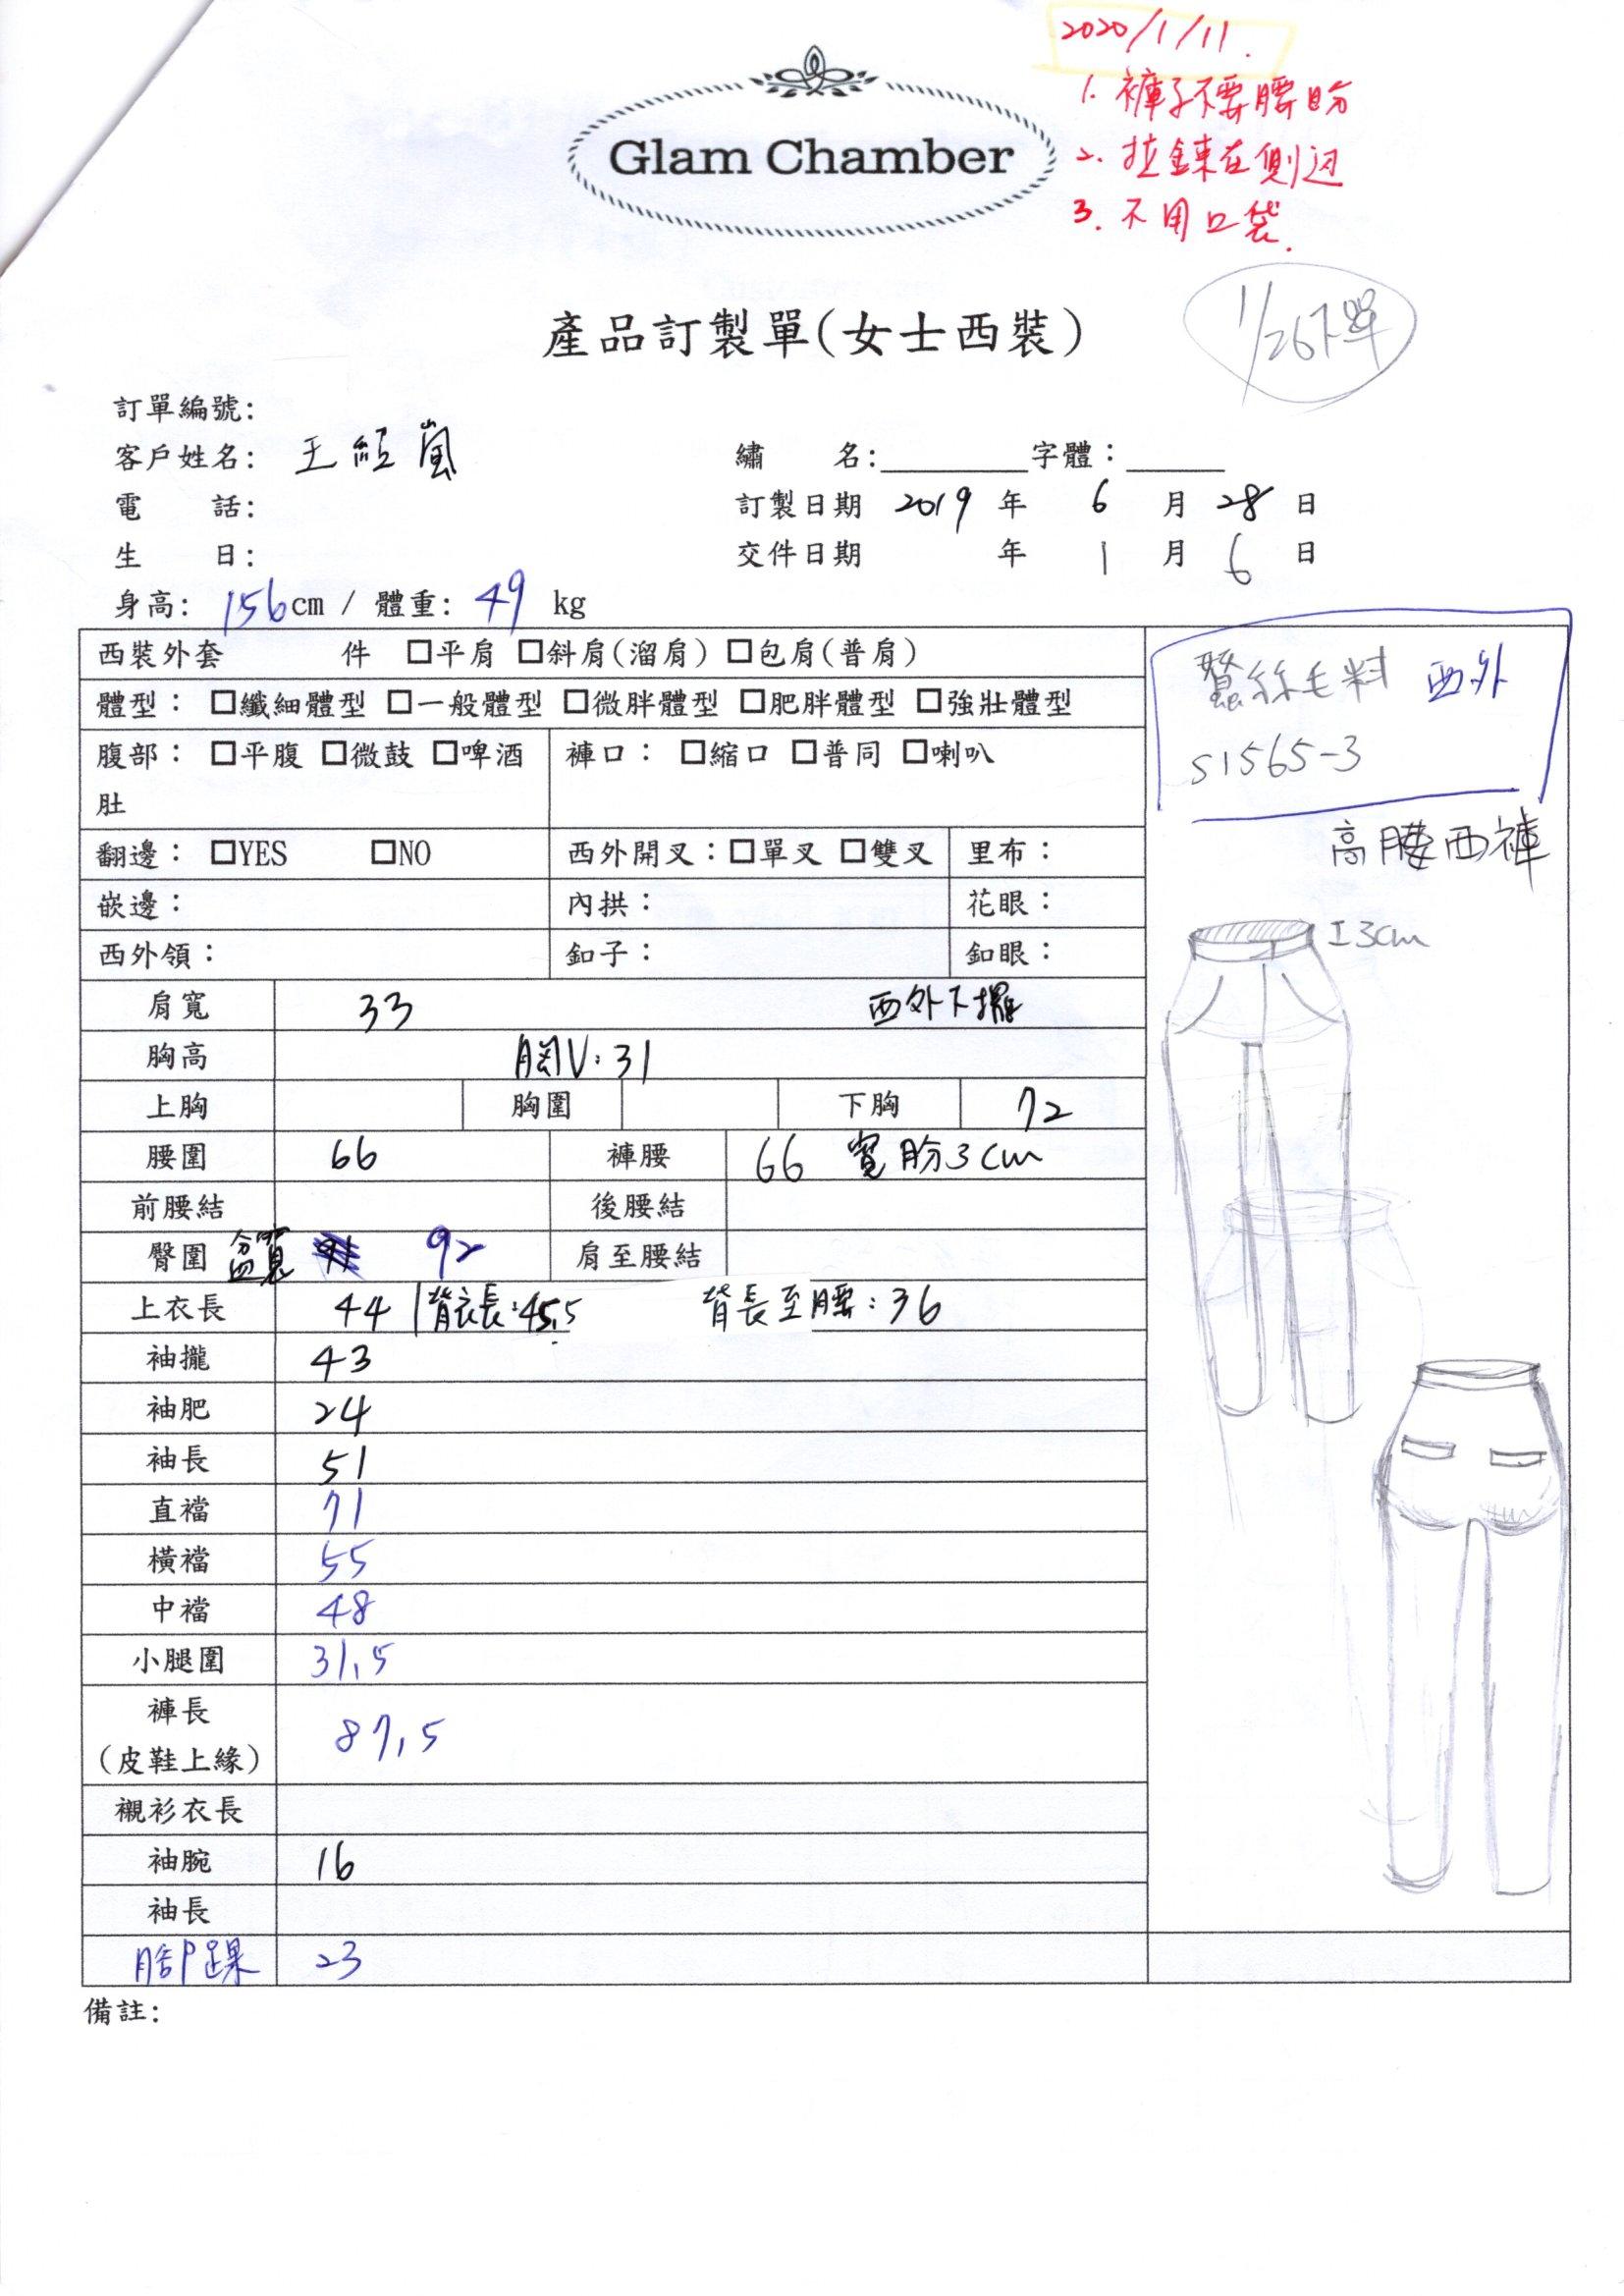 2020/1/11.
1. 褲子不要腰肦
2. 拉鍊在側边
3. 不用口袋.
Glam Chamber
1/26下單
產品訂製單(女士西裝)
訂單編號:
客戶姓名: 王經嵐
繡 名:______字體：____
電 話:
訂製日期 2019 年 6 月 28 日
生 日:
交件日期 年 1 月 6 日
身高: 156cm / 體重: 49 kg
西裝外套 件 □平肩 □斜肩(溜肩) □包肩(普肩)
蠶絲毛料 西外
體型： □纖細體型 □一般體型 □微胖體型 □肥胖體型 □強壯體型
S1565-3
腹部： □平腹 □微鼓 □啤酒肚
褲口： □縮口 □普同 □喇叭
高腰西褲
翻邊： □YES □NO
西外開叉：□單叉 □雙叉
里布：
嵌邊：
內拱：
花眼：
西外領：
釦子：
釦眼：
I3cm
肩寬 33 西外下擺
胸高 胸V: 31
上胸 胸圍 下胸 72
腰圍 66 褲腰 66 寬肦3cm
前腰結 後腰結
臀圍 92 肩至腰結
上衣長 44 背衣長:45.5 背長至腰: 36
袖攏 43
袖肥 24
袖長 51
直襠 71
橫襠 55
中襠 48
小腿圍 31.5
褲長
(皮鞋上緣) 87.5
襯衫衣長
袖腕 16
袖長
腳踝 23
備註: